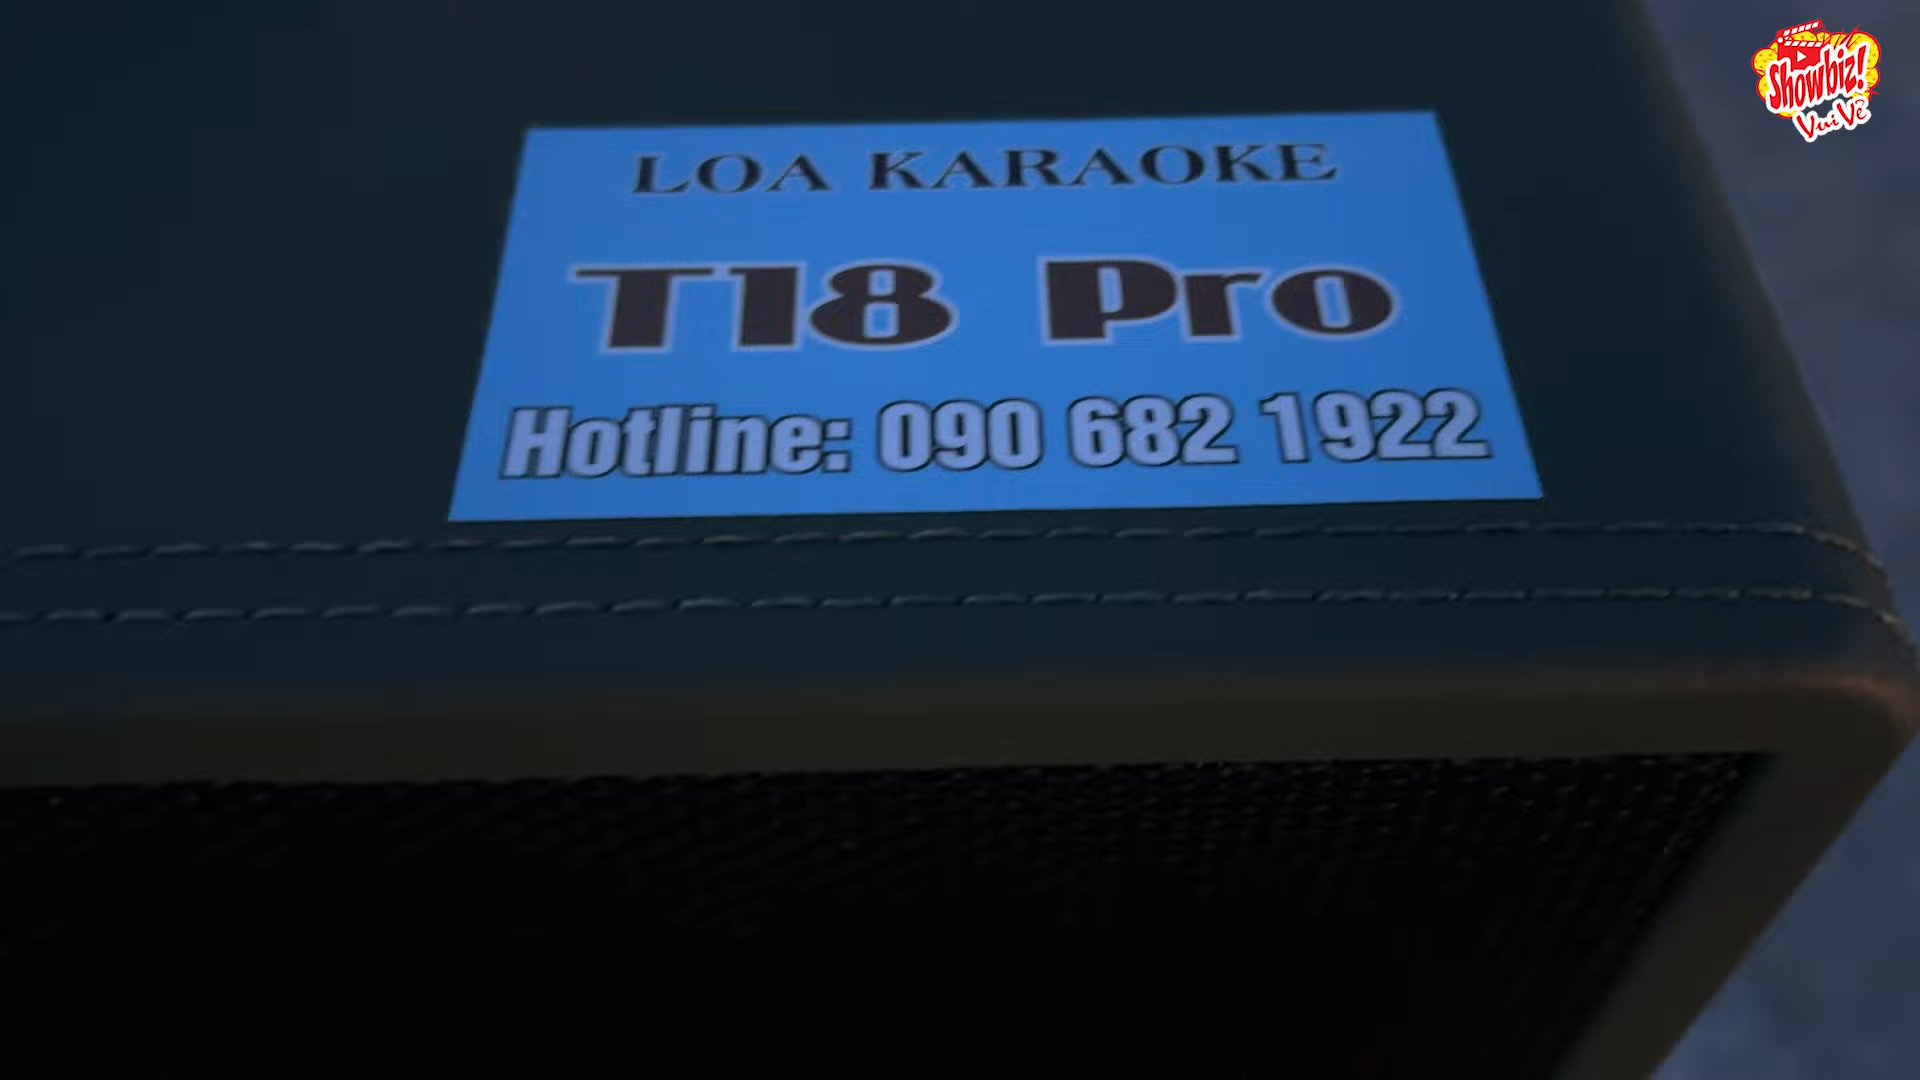 Showbiz!
Vui Vẻ
LOA KARAOKE
T18 Pro
Hotline: 090 682 1922